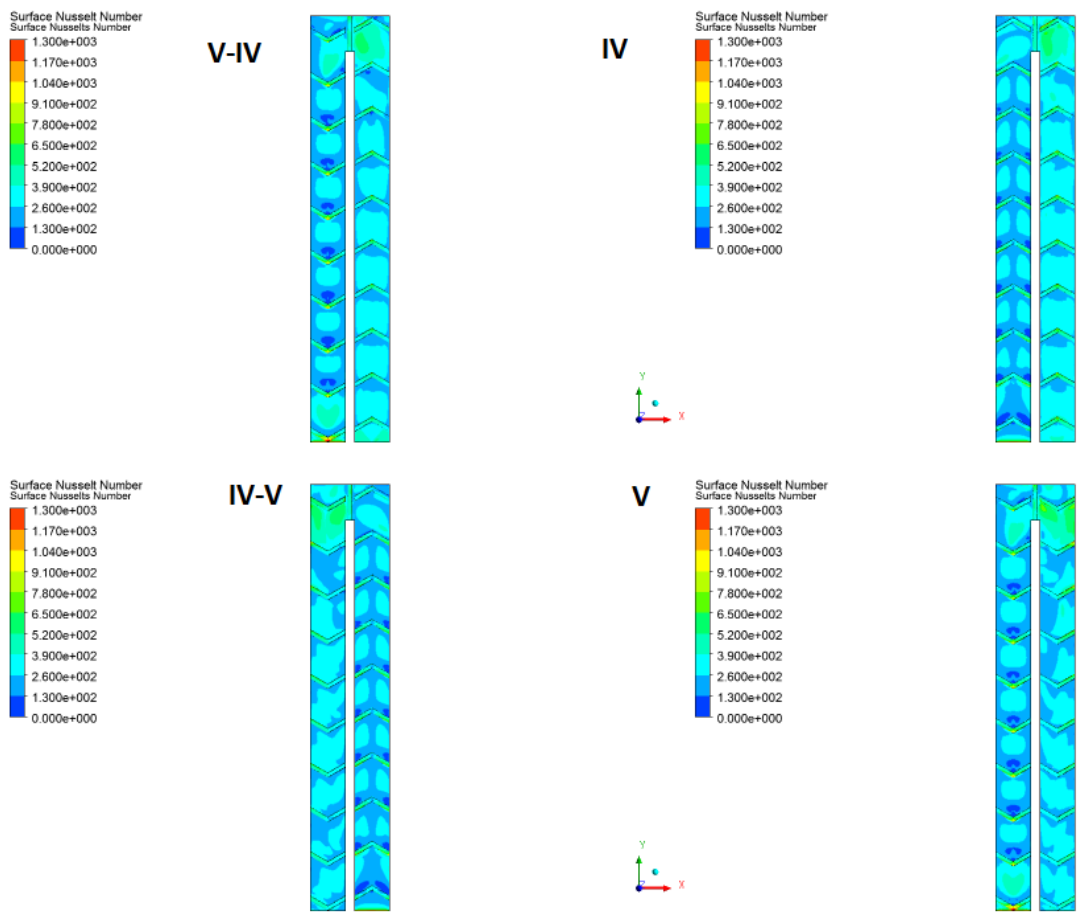 Surface Nusselt Number
Surface Nusselts Number
1.300e+003
1.170e+003
1.040e+003
9.100e+002
7.800e+002
6.500e+002
5.200e+002
3.900e+002
2.600e+002
1.300e+002
0.000e+000
V-IV
IV
Surface Nusselt Number
Surface Nusselts Number
1.300e+003
1.170e+003
1.040e+003
9.100e+002
7.800e+002
6.500e+002
5.200e+002
3.900e+002
2.600e+002
1.300e+002
0.000e+000
Y
Z
X
Surface Nusselt Number
Surface Nusselts Number
1.300e+003
1.170e+003
1.040e+003
9.100e+002
7.800e+002
6.500e+002
5.200e+002
3.900e+002
2.600e+002
1.300e+002
0.000e+000
IV-V
V
Surface Nusselt Number
Surface Nusselts Number
1.300e+003
1.170e+003
1.040e+003
9.100e+002
7.800e+002
6.500e+002
5.200e+002
3.900e+002
2.600e+002
1.300e+002
0.000e+000
Y
Z
X